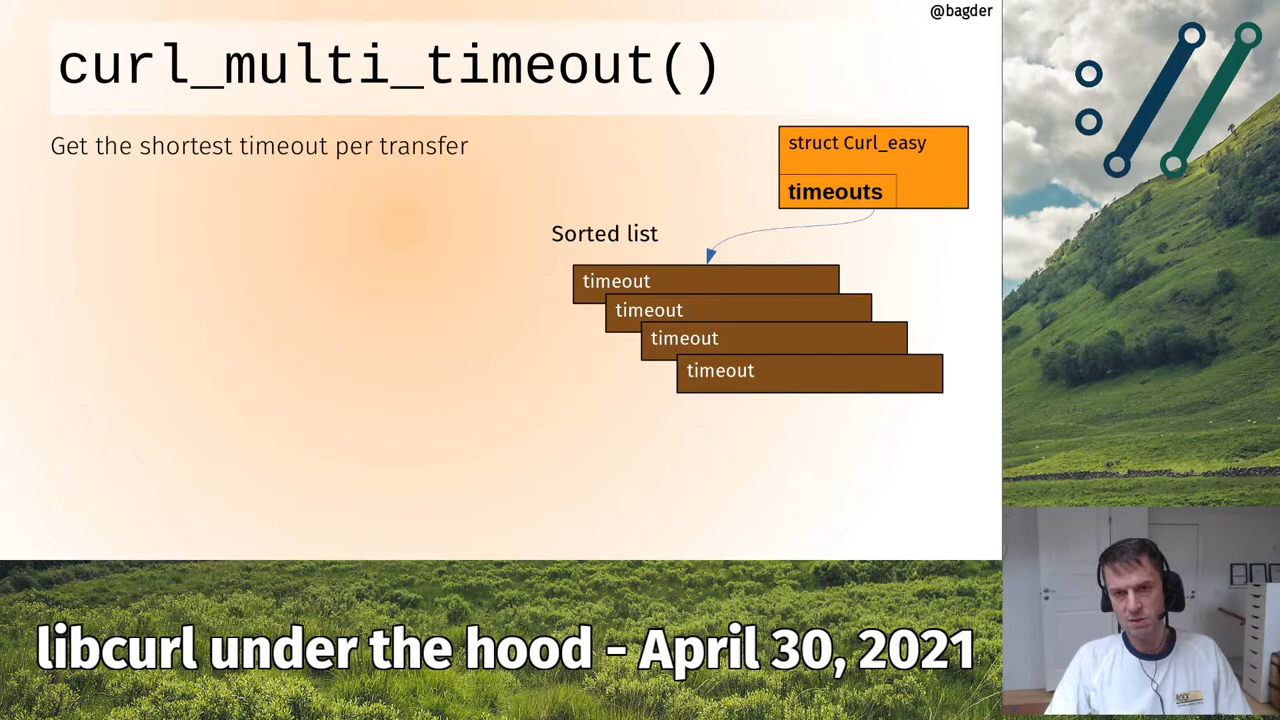 @bagder
curl_multi_timeout()
Get the shortest timeout per transfer
struct Curl_easy
timeouts
Sorted list
timeout
timeout
timeout
timeout
libcurl under the hood - April 30, 2021